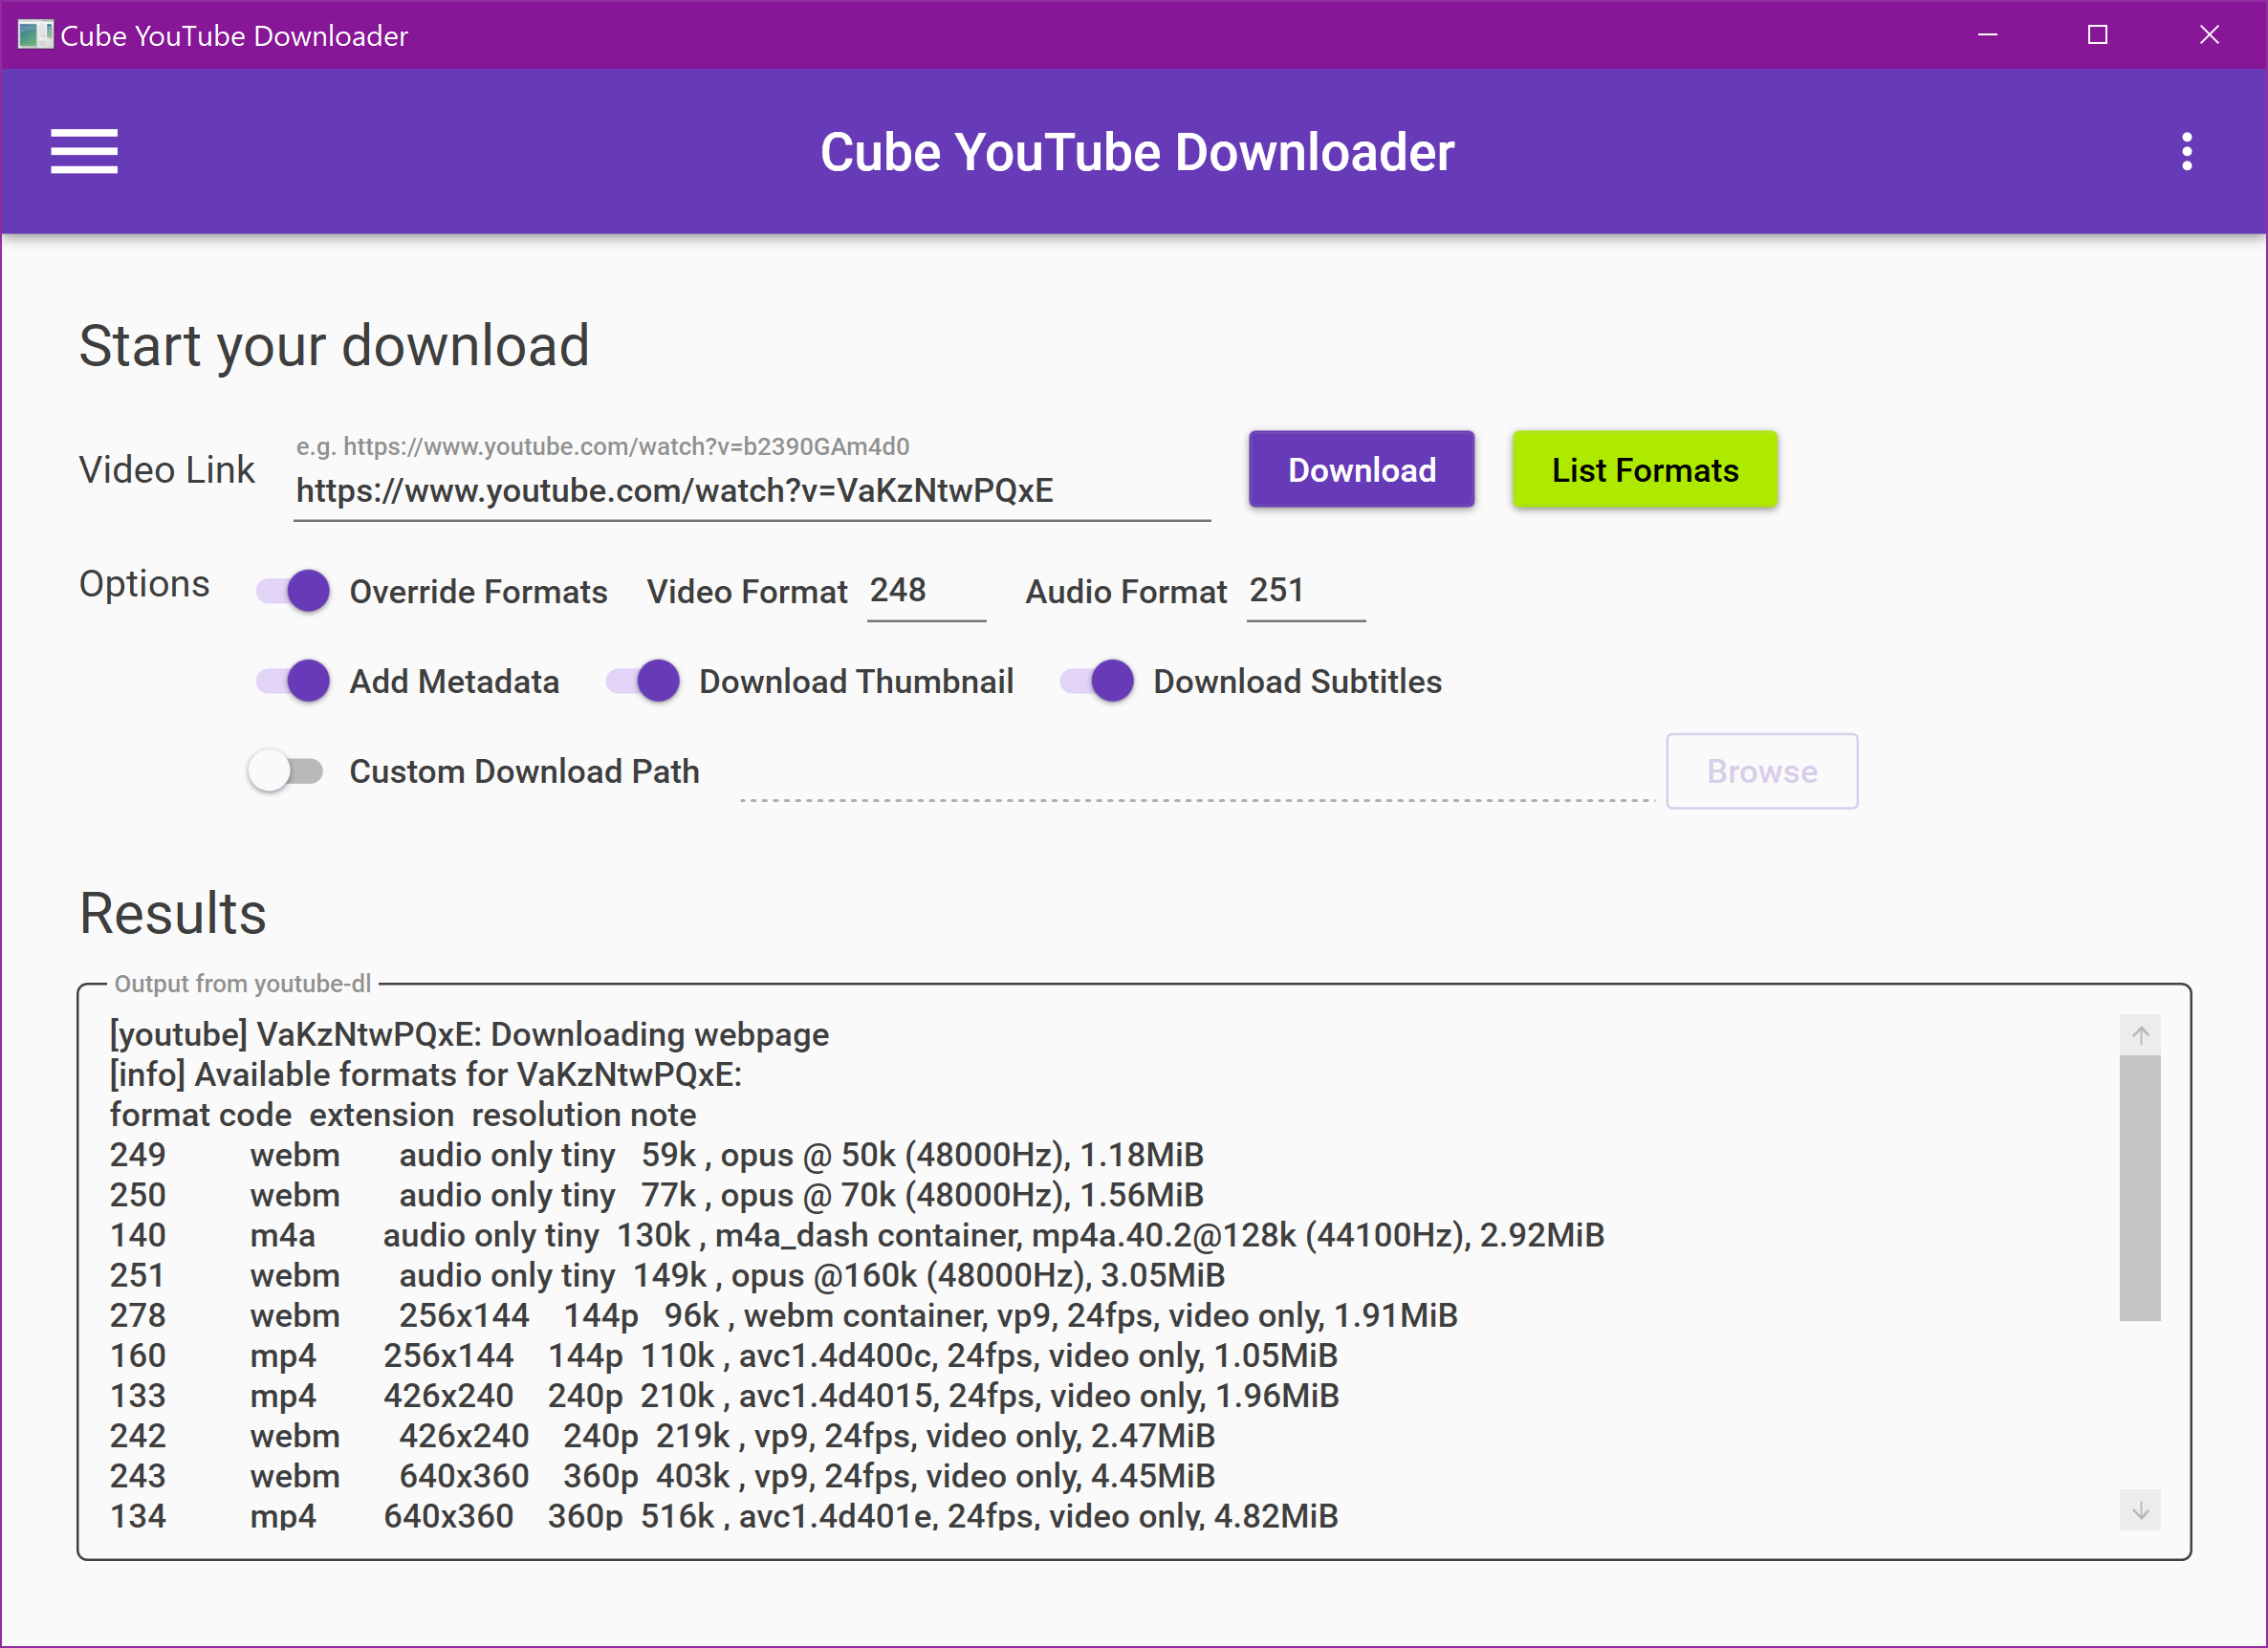 Cube YouTube Downloader
Cube YouTube Downloader
Start your download
Video Link
e.g. https://www.youtube.com/watch?v=b2390GAm4d0
https://www.youtube.com/watch?v=VaKzNtwPQxE
Download
List Formats
Options
Override Formats
Video Format
248
Audio Format
251
Add Metadata
Download Thumbnail
Download Subtitles
Custom Download Path
Browse
Results
Output from youtube-dl
[youtube] VaKzNtwPQxE: Downloading webpage
[info] Available formats for VaKzNtwPQxE:
format code  extension  resolution note
249          webm       audio only tiny   59k , opus @ 50k (48000Hz), 1.18MiB
250          webm       audio only tiny   77k , opus @ 70k (48000Hz), 1.56MiB
140          m4a        audio only tiny  130k , m4a_dash container, mp4a.40.2@128k (44100Hz), 2.92MiB
251          webm       audio only tiny  149k , opus @160k (48000Hz), 3.05MiB
278          webm       256x144    144p   96k , webm container, vp9, 24fps, video only, 1.91MiB
160          mp4        256x144    144p  110k , avc1.4d400c, 24fps, video only, 1.05MiB
133          mp4        426x240    240p  210k , avc1.4d4015, 24fps, video only, 1.96MiB
242          webm       426x240    240p  219k , vp9, 24fps, video only, 2.47MiB
243          webm       640x360    360p  403k , vp9, 24fps, video only, 4.45MiB
134          mp4        640x360    360p  516k , avc1.4d401e, 24fps, video only, 4.82MiB